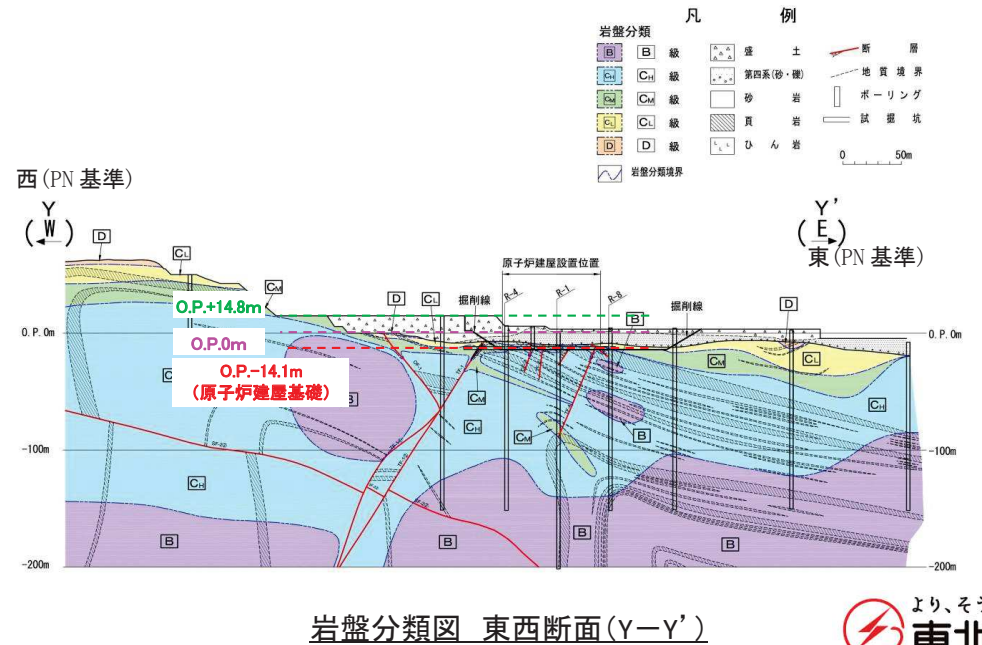 凡 例
岩盤分類
B B 級 盛 土 断 層
CH CH 級 第四系(砂・礫) 地質境界
CM CM 級 砂 岩 ボーリング
CL CL 級 頁 岩 試掘坑
D D 級 ひん岩 0 50m
岩盤分類境界
西(PN基準)
Y
(W)
Y'
(E)
東(PN基準)
D
CL
CM
原子炉建屋設置位置
R-4
R-1
R-8
O.P.+14.8m
D
CL
掘削線
B
掘削線
D
O.P.0m
O.P.0m
O.P.0m
O.P.-14.1m
(原子炉建屋基礎)
CM
CL
B
CM
CH
CH
CM
B
-100m
-100m
CH
B
B
B
B
-200m
-200m
岩盤分類図 東西断面(Y-Y')
より、そう
東北